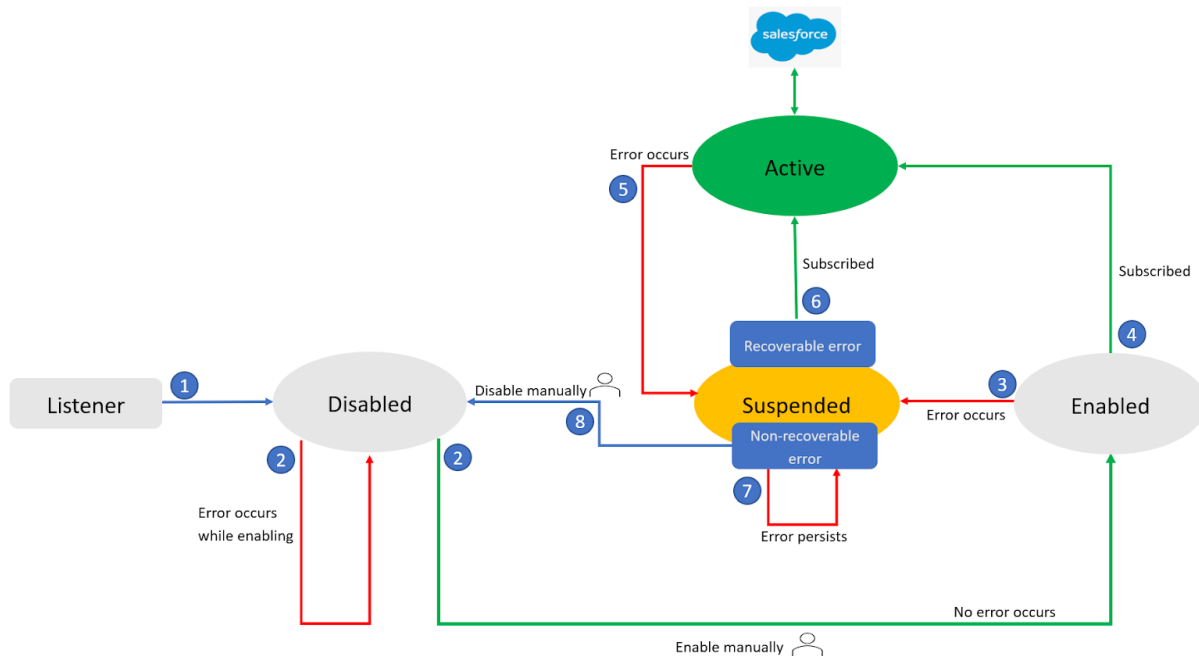 salesforce
Error occurs
5
Active
Subscribed
6
Subscribed
4
Recoverable error
Listener
1
Disabled
Disable manually
8
Suspended
3
Error occurs
Enabled
Non-recoverable
error
2
2
7
Error occurs
while enabling
Error persists
No error occurs
Enable manually